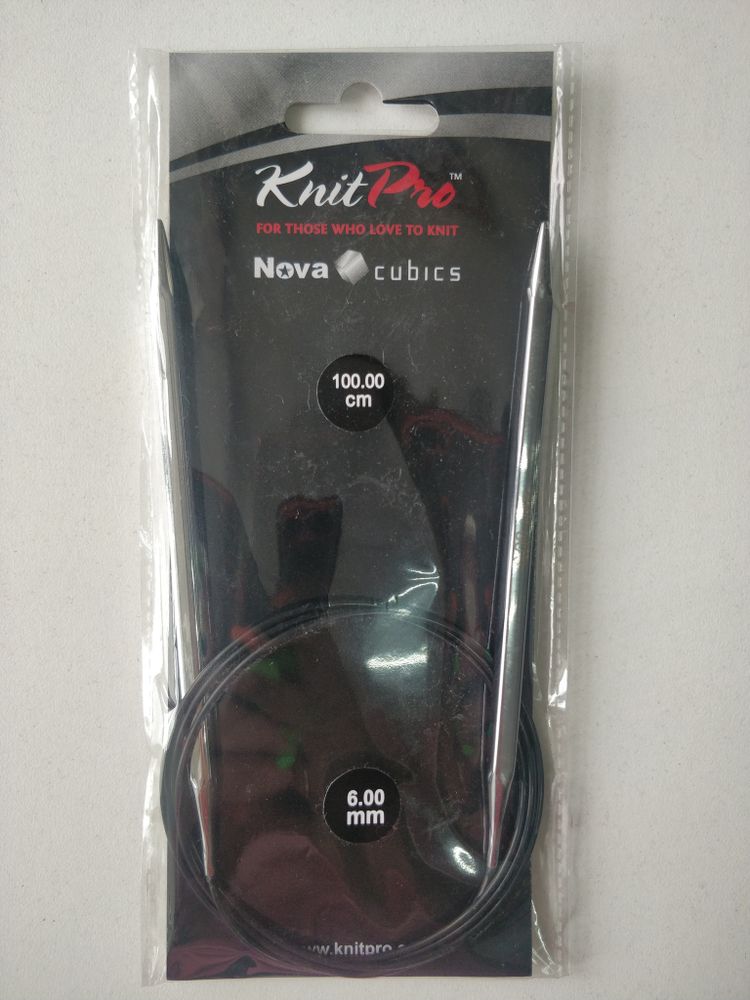 KnitPro™
FOR THOSE WHO LOVE TO KNIT
Nova cubics
100.00
cm
6.00
mm
www.knitpro.